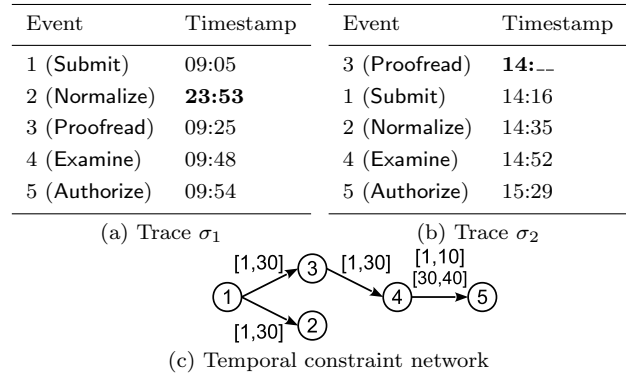 Event Timestamp
1 (Submit) 09:05
2 (Normalize) 23:53
3 (Proofread) 09:25
4 (Examine) 09:48
5 (Authorize) 09:54
(a) Trace σ1
Event Timestamp
3 (Proofread) 14:__
1 (Submit) 14:16
2 (Normalize) 14:35
4 (Examine) 14:52
5 (Authorize) 15:29
(b) Trace σ2
[1,30] 3 [1,30] [1,10]
[30,40]
1 4 5
[1,30] 2
(c) Temporal constraint network